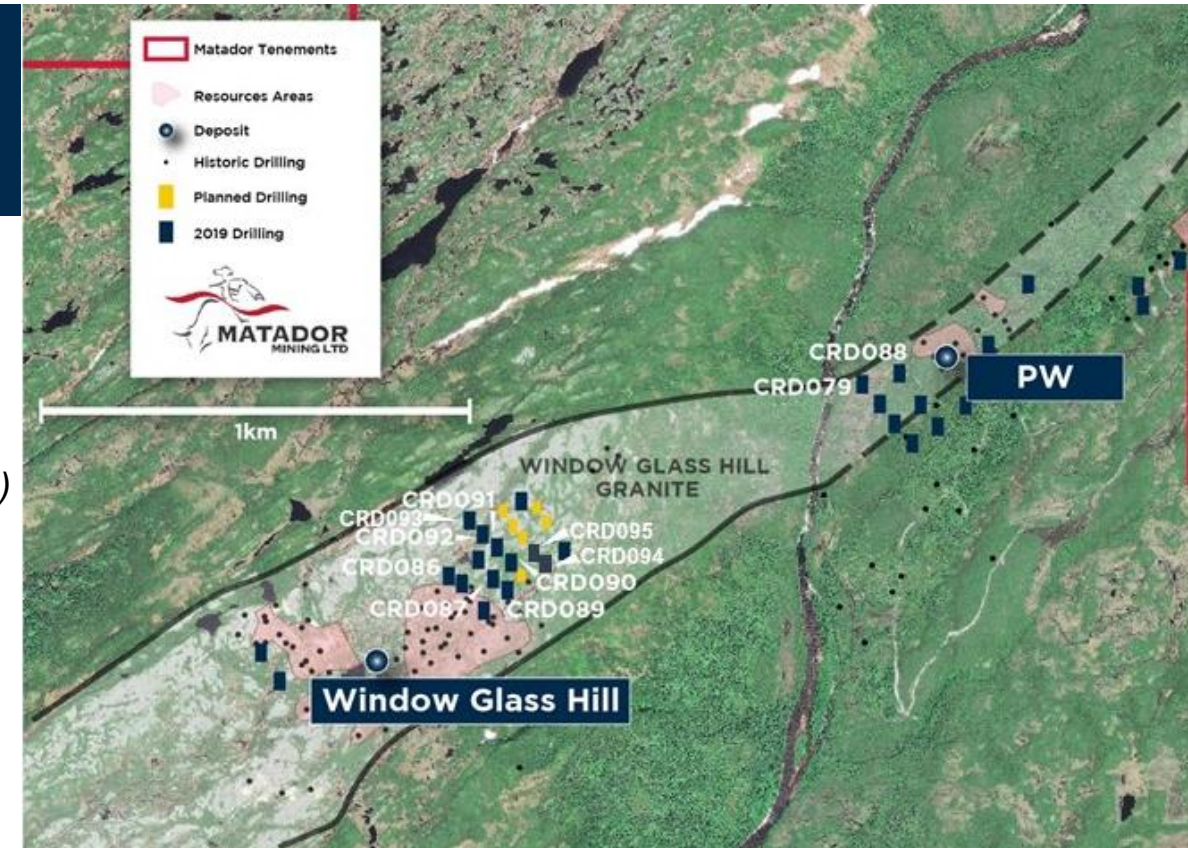 Matador Tenements
Resources Areas
Deposit
Historic Drilling
Planned Drilling
2019 Drilling
MATADOR
MINING LTD
1km
)
CRD088
CRD079
PW
WINDOW GLASS HILL
GRANITE
CRD091
CRD093
CRD092
CRD095
CRD094
CRD086
CRD090
CRD087
CRD089
Window Glass Hill